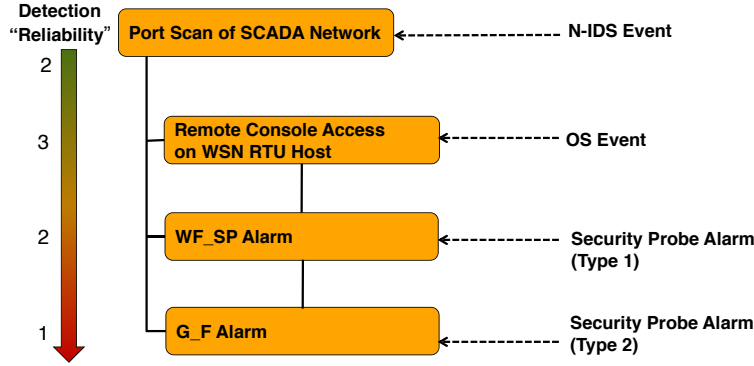 Detection
“Reliability”
Port Scan of SCADA Network
N-IDS Event
2
Remote Console Access
on WSN RTU Host
OS Event
3
WF_SP Alarm
Security Probe Alarm
(Type 1)
2
G_F Alarm
Security Probe Alarm
(Type 2)
1